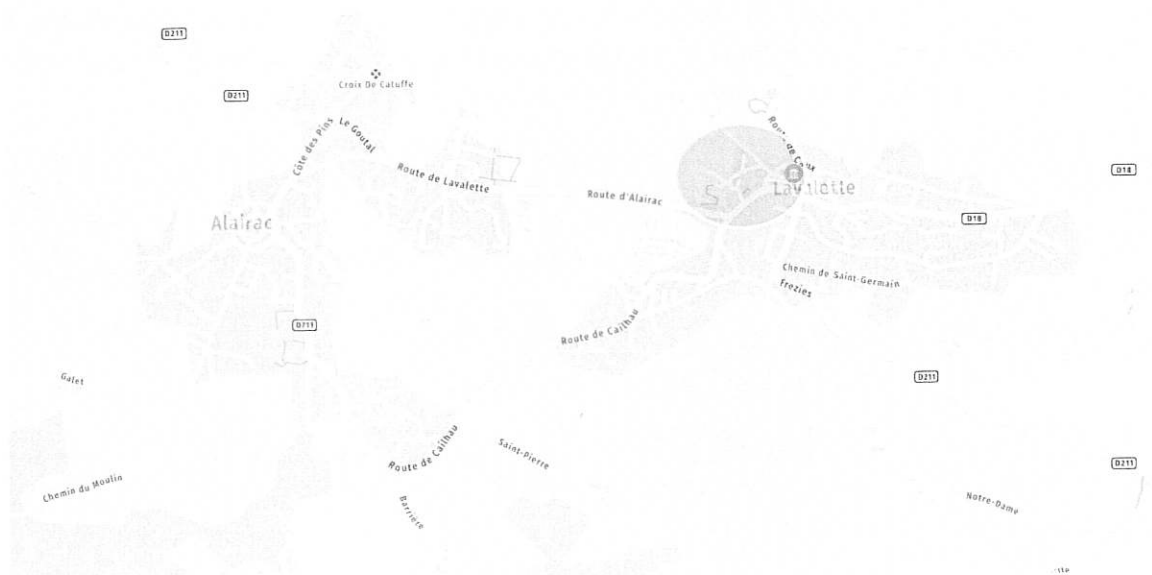 D211
Croix De Catuffe
D211
Côte des Pins
Le Goutal
Route de Lavalette
Route d'Alairac
Lavalette
D18
D18
Alairac
Chemin de Saint-Germain
Frezies
Route de Cailhau
D211
Galet
D211
Route de Cailhau
Saint-Pierre
D211
Chemin du Moulin
Barrière
Notre-Dame